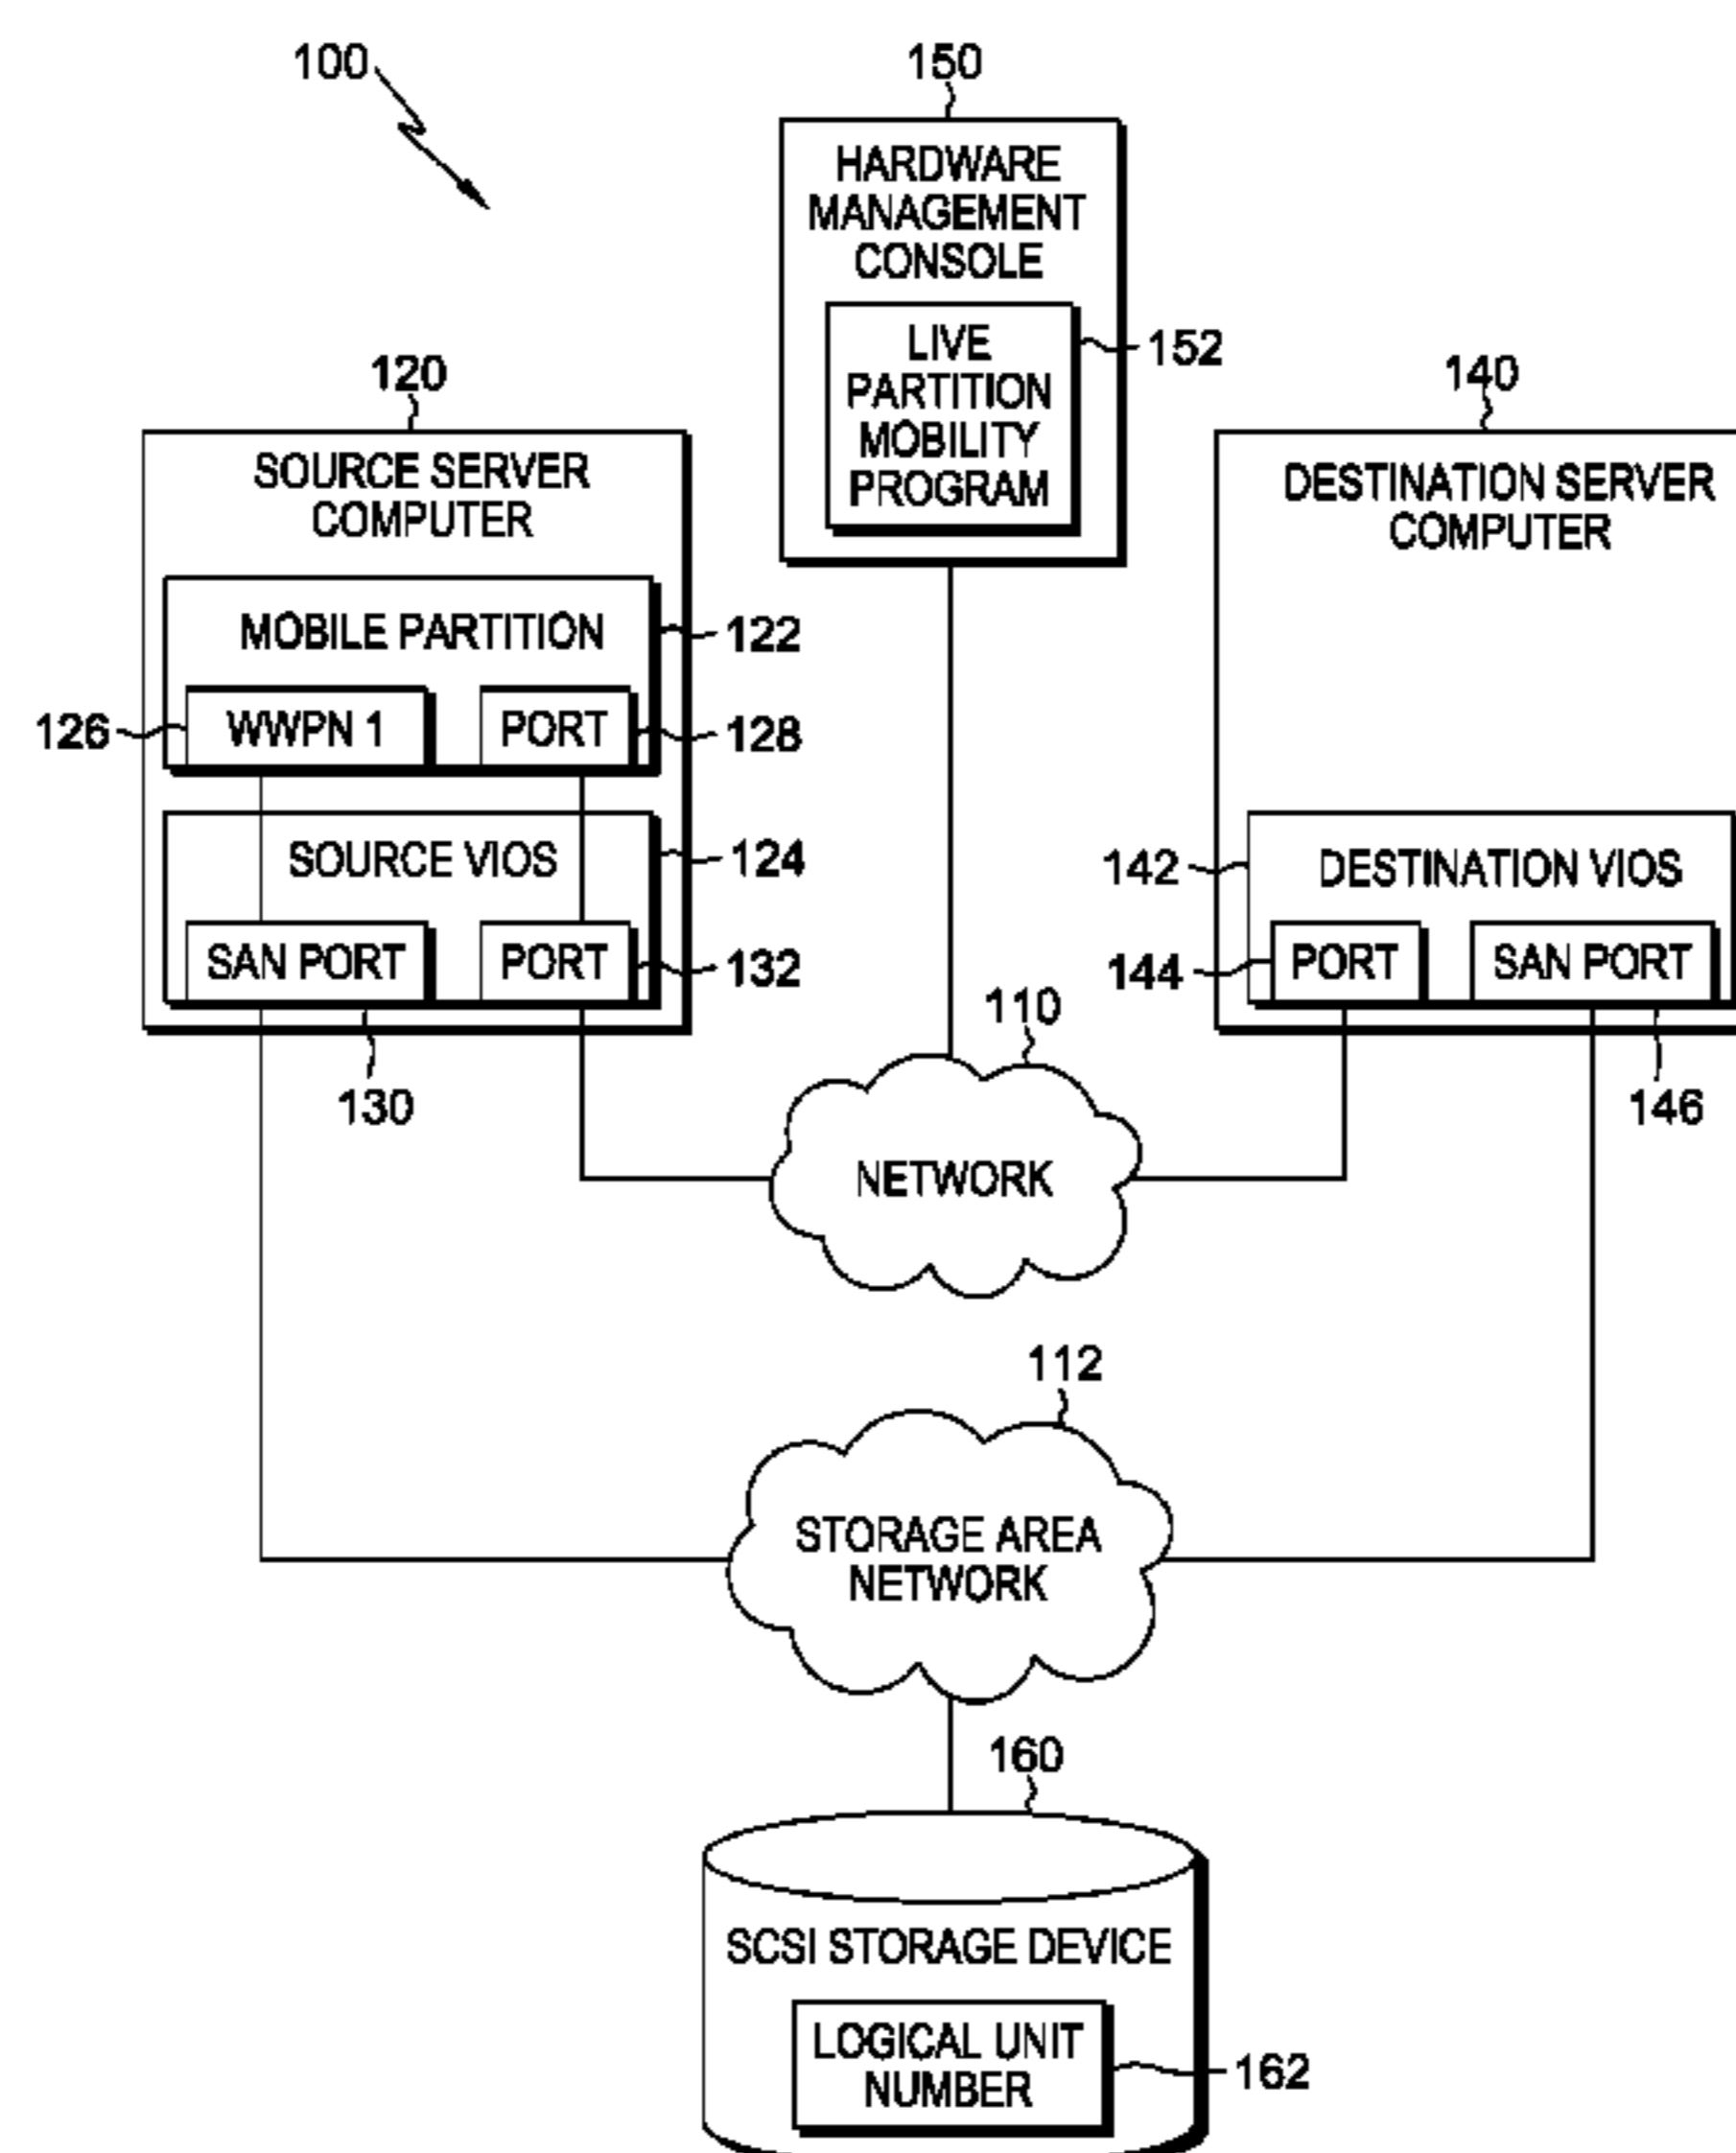 100
150
HARDWARE
MANAGEMENT
CONSOLE
LIVE
PARTITION
MOBILITY
PROGRAM
152
120
SOURCE SERVER
COMPUTER
MOBILE PARTITION
122
126
WWPN 1
PORT
128
SOURCE VIOS
124
SAN PORT
PORT
132
130
140
DESTINATION SERVER
COMPUTER
142
DESTINATION VIOS
144
PORT
SAN PORT
146
110
NETWORK
112
STORAGE AREA
NETWORK
160
SCSI STORAGE DEVICE
LOGICAL UNIT
NUMBER
162